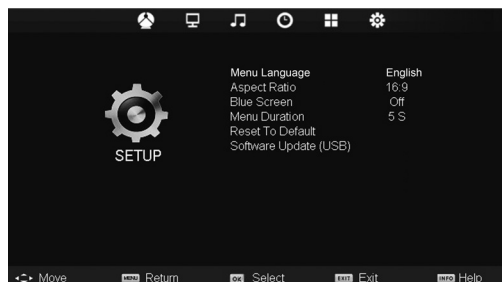 Menu Language English
Aspect Ratio 16:9
Blue Screen Off
Menu Duration 5 S
Reset To Default
Software Update (USB)
SETUP
Move MENU Return OK Select EXIT Exit INFO Help